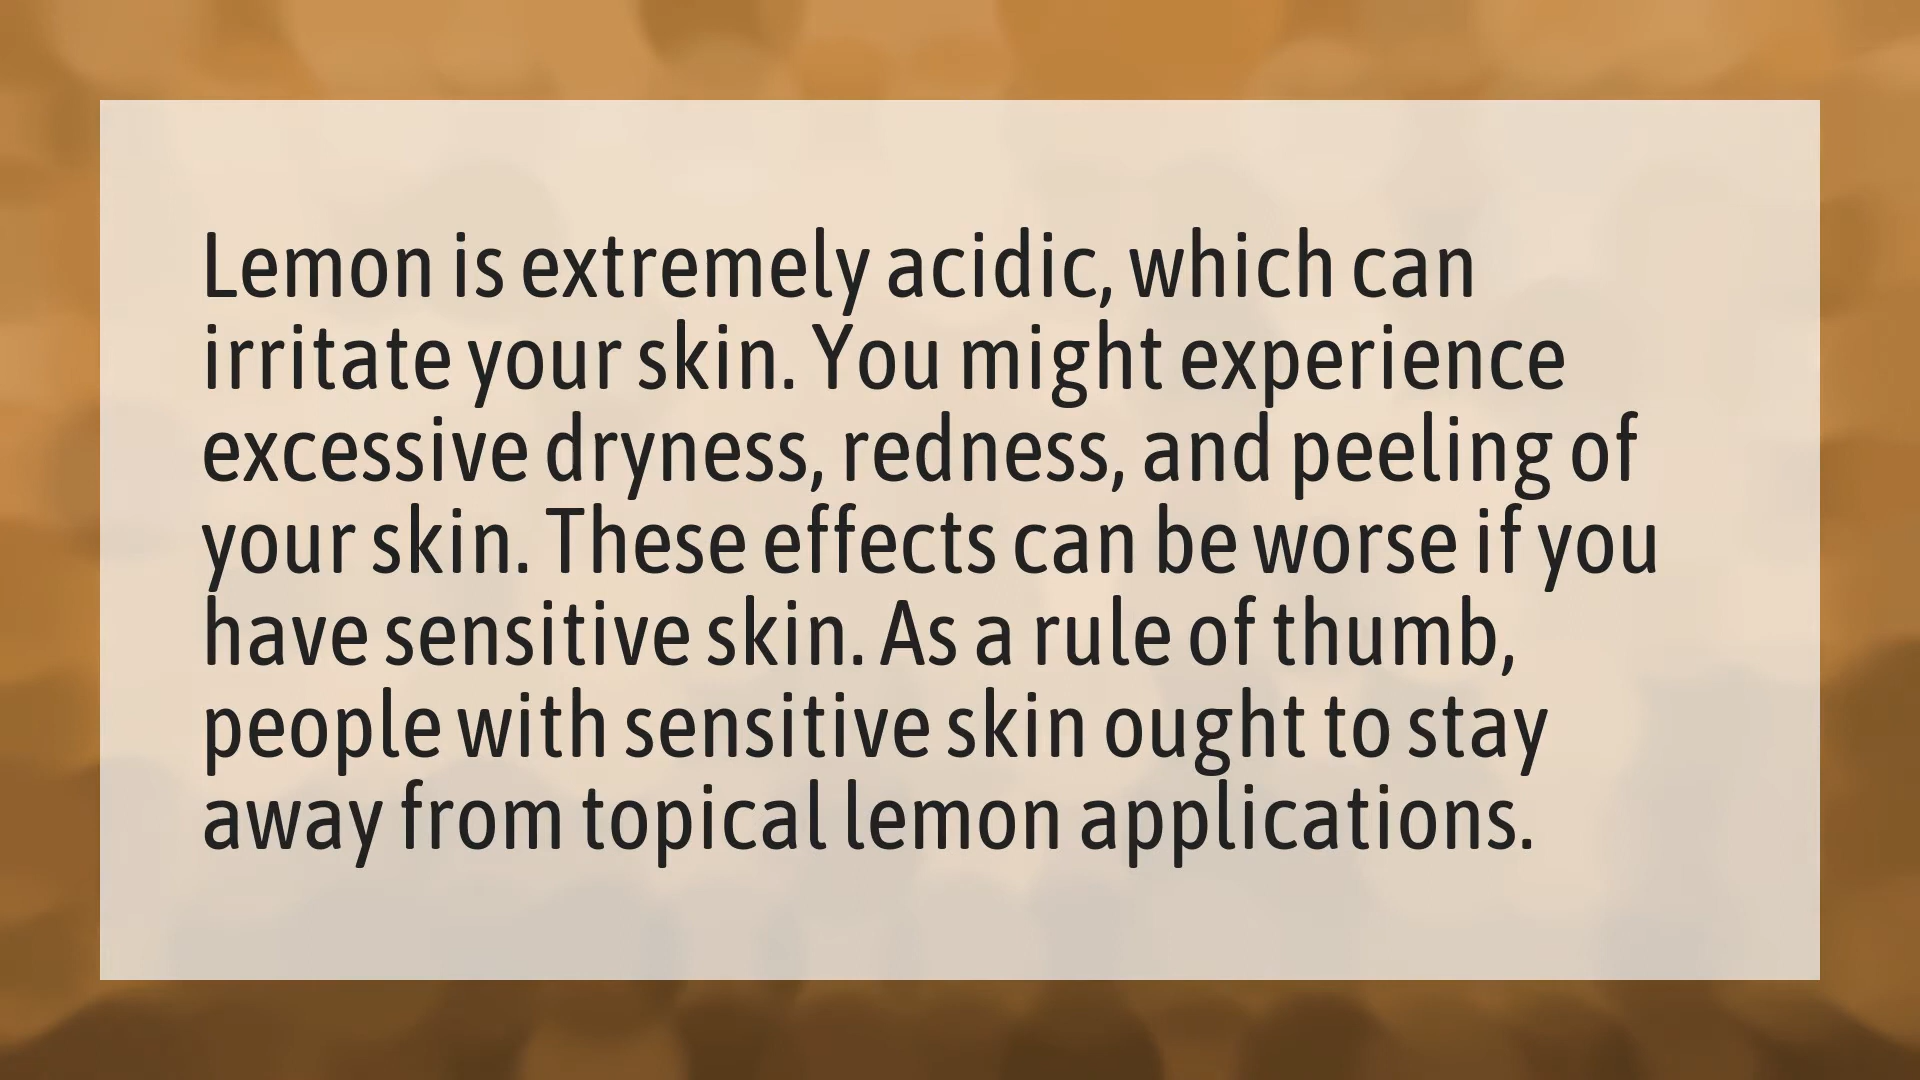 Lemon is extremely acidic, which can
irritate your skin. You might experience
excessive dryness, redness, and peeling of
your skin. These effects can be worse if you
have sensitive skin. As a rule of thumb,
people with sensitive skin ought to stay
away from topical lemon applications.